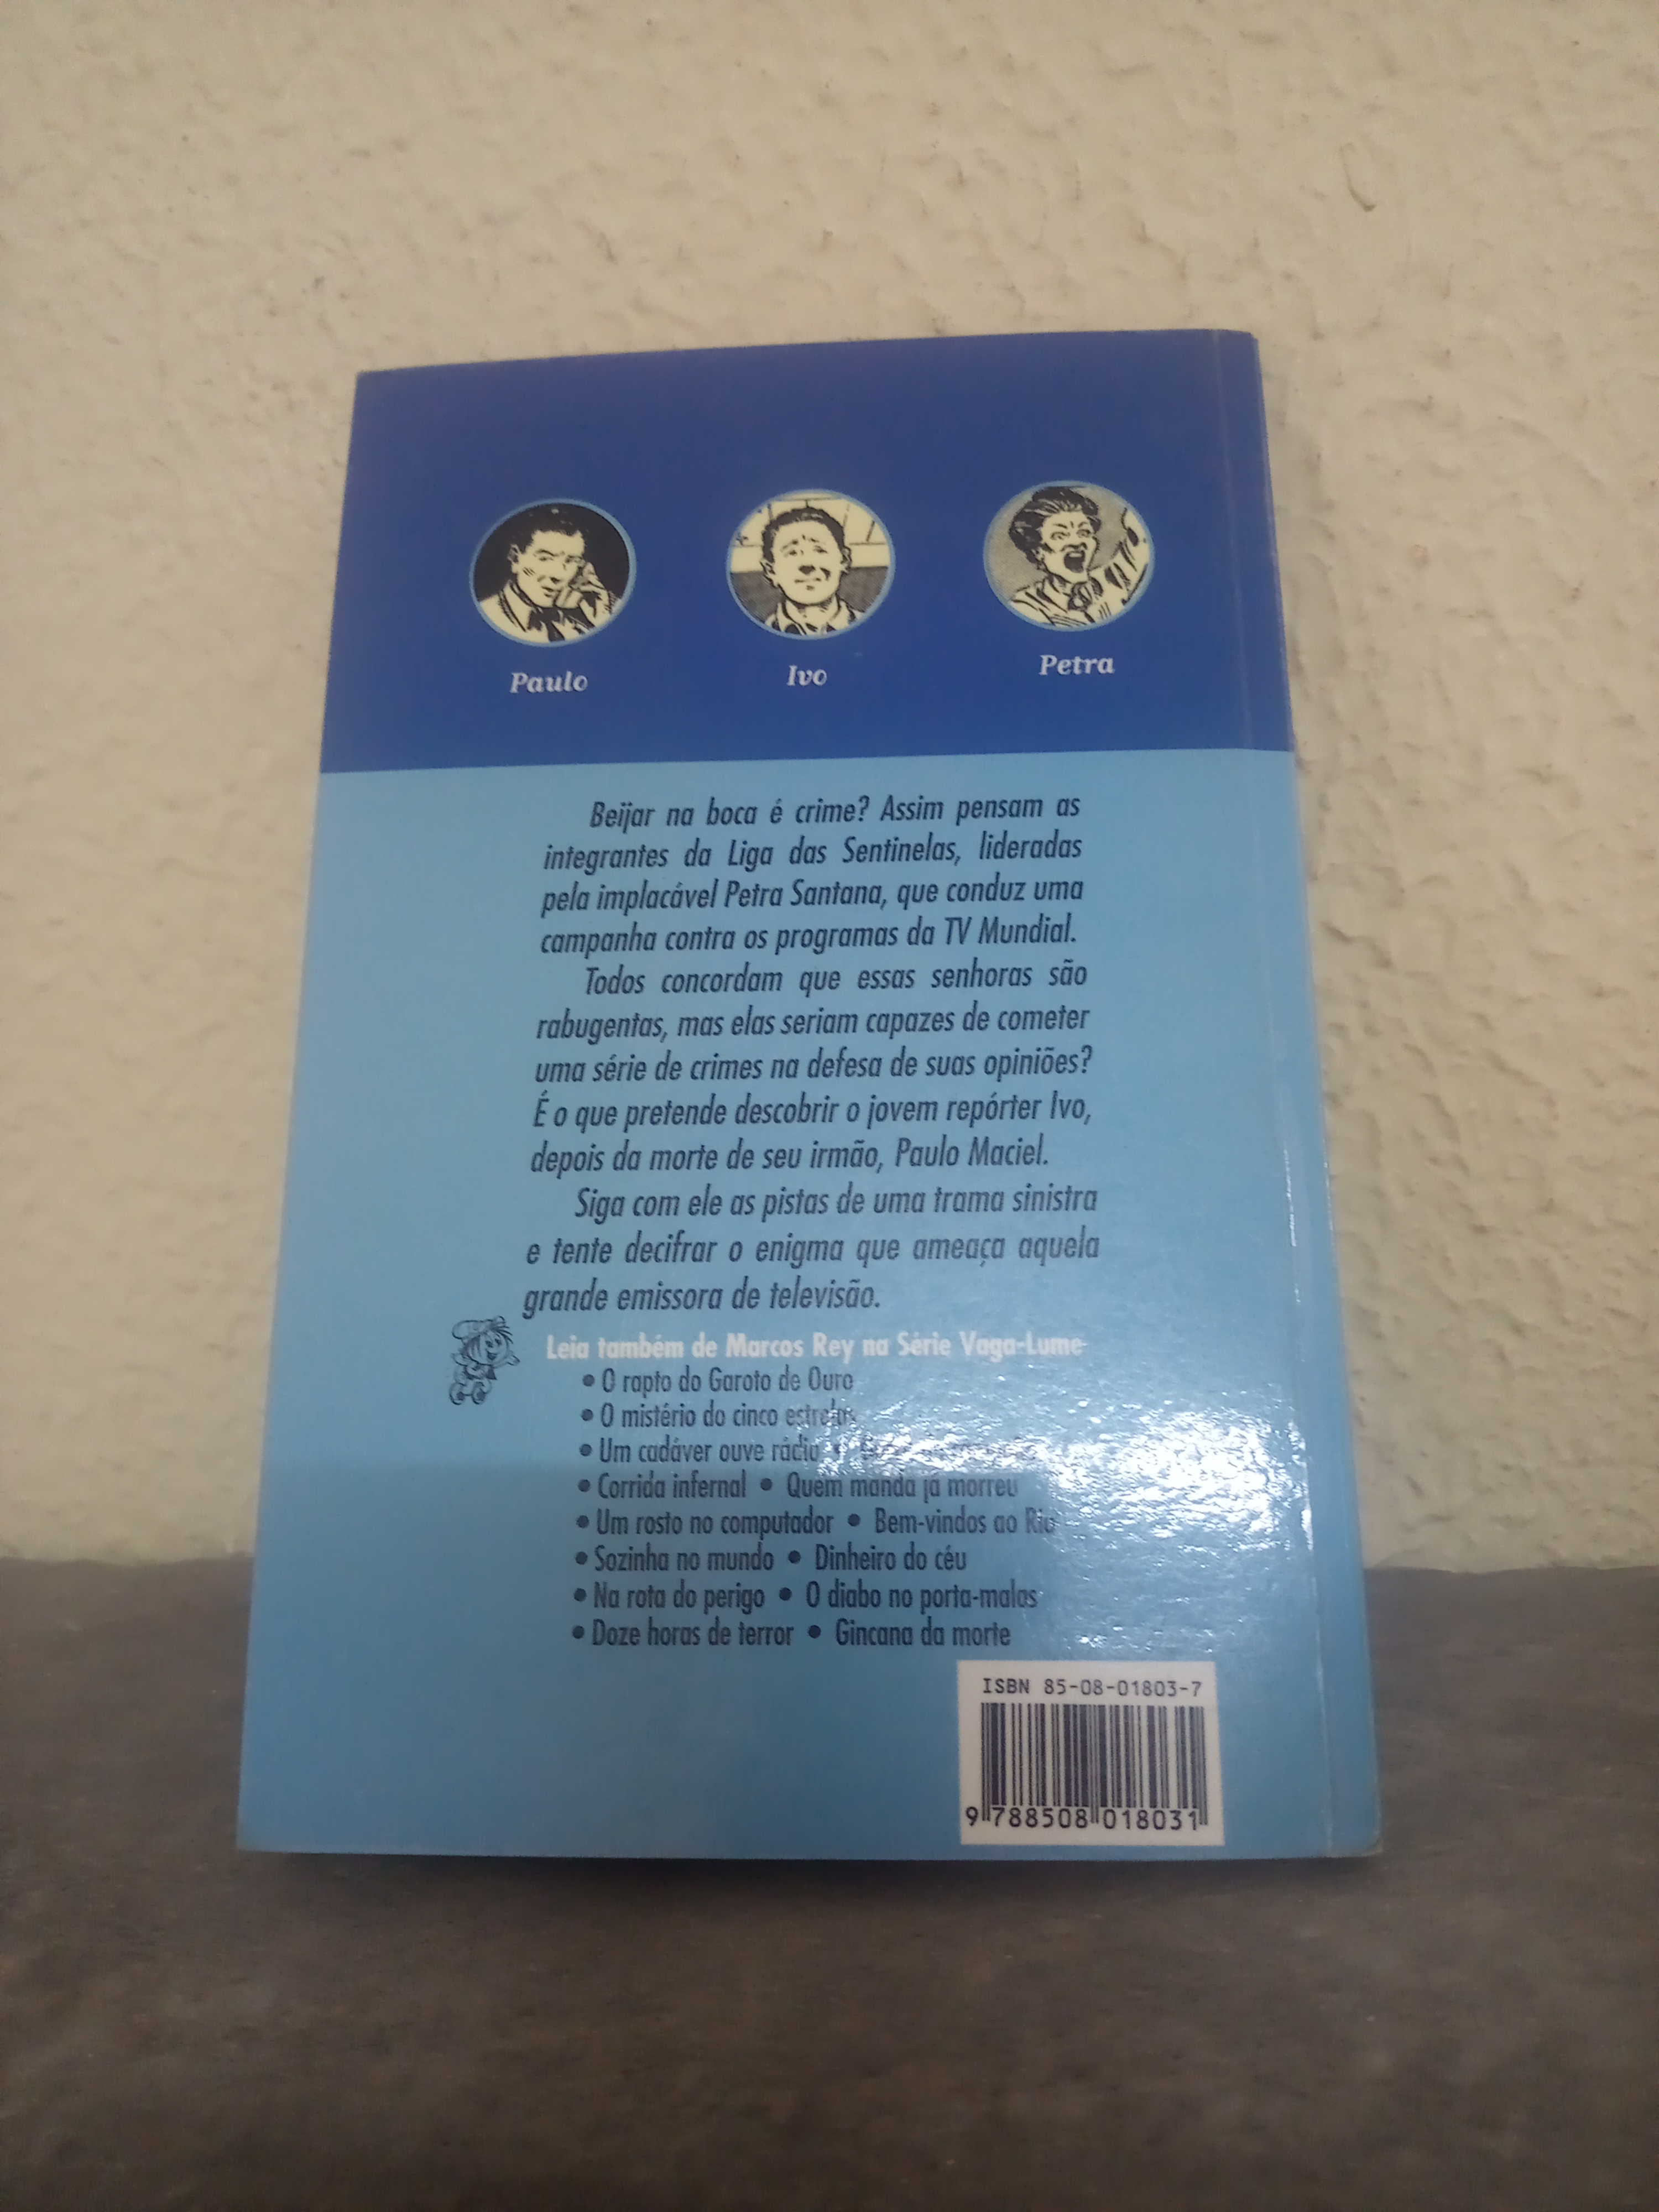 Paulo
Ivo
Petra
Beijar na boca é crime? Assim pensam as
integrantes da Liga das Sentinelas, lideradas
pela implacável Petra Santana, que conduz uma
campanha contra os programas da TV Mundial.
Todos concordam que essas senhoras são
rabugentas, mas elas seriam capazes de cometer
uma série de crimes na defesa de suas opiniões?
É o que pretende descobrir o jovem repórter Ivo,
depois da morte de seu irmão, Paulo Maciel.
Siga com ele as pistas de uma trama sinistra
e tente decifrar o enigma que ameaça aquela
grande emissora de televisão.
Leia também de Marcos Rey na Série Vaga-Lume
• O rapto do Garoto de Ouro
• O mistério do cinco estrelas
• Um cadáver ouve rádio •
• Corrida infernal • Quem manda já morreu
• Um rosto no computador • Bem-vindos ao Rio
• Sozinha no mundo • Dinheiro do céu
• Na rota do perigo • O diabo no porta-malas
• Doze horas de terror • Gincana da morte
ISBN 85-08-01803-7
9 788508 018031